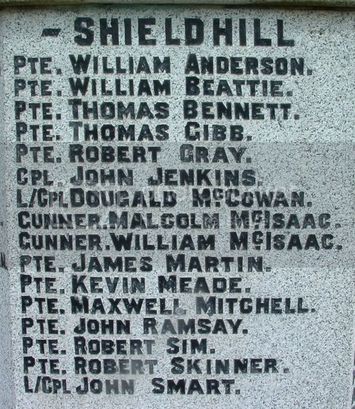 - SHIELDHILL
PTE. WILLIAM ANDERSON.
PTE. WILLIAM BEATTIE.
PTE. THOMAS BENNETT.
PTE. THOMAS GIBB.
PTE. ROBERT GRAY.
CPL. JOHN JENKINS.
L/CPL DOUGALD McCOWAN.
GUNNER. MALCOLM McISAAC.
GUNNER. WILLIAM McISAAC.
PTE. JAMES MARTIN.
PTE. KEVIN MEADE.
PTE. MAXWELL MITCHELL.
PTE. JOHN RAMSAY.
PTE. ROBERT SIM.
PTE. ROBERT SKINNER.
L/CPL JOHN SMART.